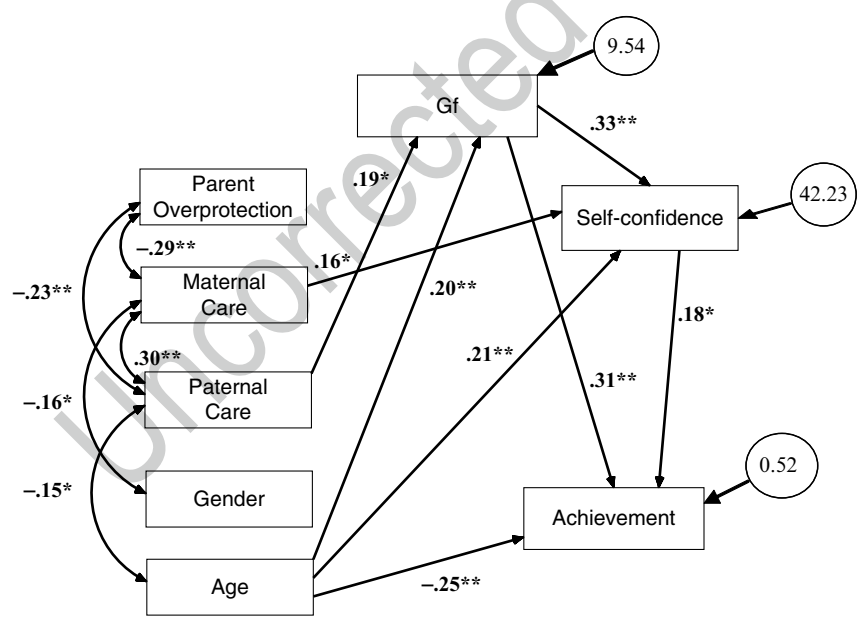 9.54
Gf
.33**
.19*
Parent
Overprotection
42.23
Self-confidence
−.29**
.16*
Maternal
Care
−.23**
.20**
.18*
.30**
.21**
Paternal
Care
.31**
−.16*
0.52
−.15*
Gender
Achievement
Age
−.25**
Uncorrected